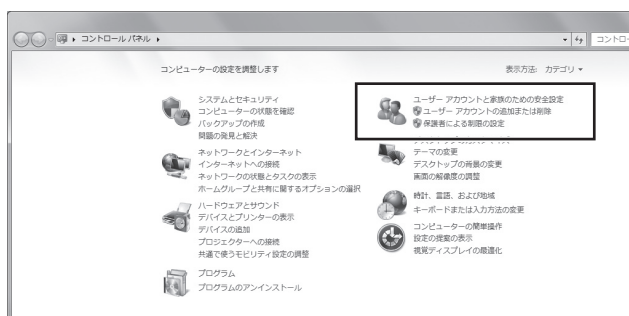 コントロール パネル
コントロー
コンピューターの設定を調整します
表示方法: カテゴリ
システムとセキュリティ
コンピューターの状態を確認
バックアップの作成
問題の発見と解決
ネットワークとインターネット
インターネットへの接続
ネットワークの状態とタスクの表示
ホームグループと共有に関するオプションの選択
ハードウェアとサウンド
デバイスとプリンターの表示
デバイスの追加
プロジェクターへの接続
共通で使うモビリティ設定の調整
プログラム
プログラムのアンインストール
ユーザー アカウントと家族のための安全設定
ユーザー アカウントの追加または削除
保護者による制限の設定
テーマの変更
デスクトップの背景の変更
画面の解像度の調整
時計、言語、および地域
キーボードまたは入力方法の変更
コンピューターの簡単操作
設定の提案の表示
視覚ディスプレイの最適化